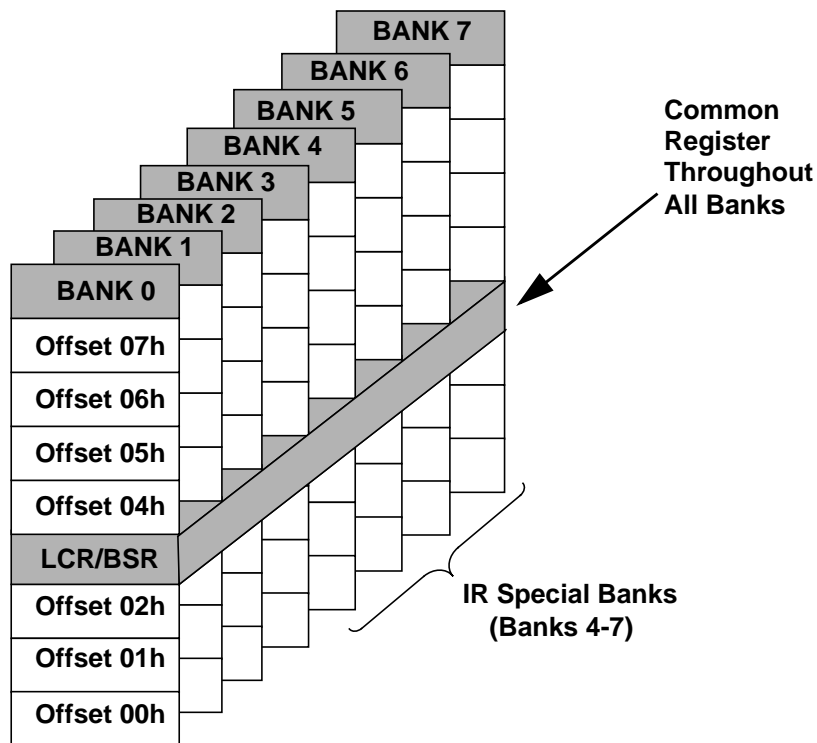 BANK 7
BANK 6
BANK 5
BANK 4
BANK 3
BANK 2
BANK 1
BANK 0
Common
Register
Throughout
All Banks
Offset 07h
Offset 06h
Offset 05h
Offset 04h
LCR/BSR
Offset 02h
Offset 01h
Offset 00h
IR Special Banks
(Banks 4-7)